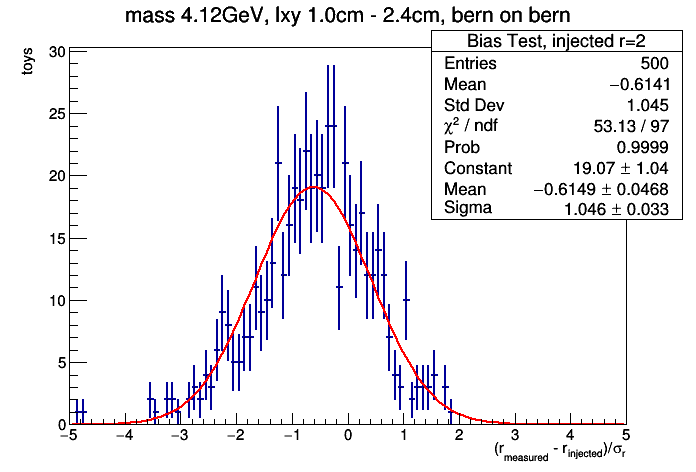 mass 4.12GeV, lxy 1.0cm - 2.4cm, bern on bern
Bias Test, injected r=2
Entries 500
Mean −0.6141
Std Dev 1.045
χ² / ndf 53.13 / 97
Prob 0.9999
Constant 19.07 ± 1.04
Mean −0.6149 ± 0.0468
Sigma 1.046 ± 0.033
toys
30
25
20
15
10
5
0
−5 −4 −3 −2 −1 0 1 2 3 4 5
(r_measured - r_injected)/σ_r